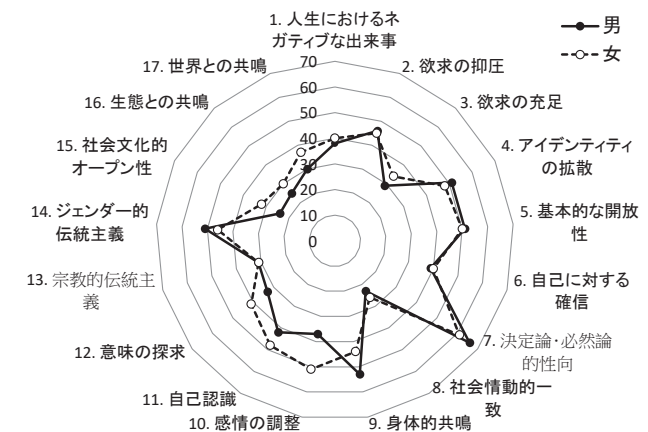 1. 人生におけるネ
ガティブな出来事
男
女
2. 欲求の抑圧
3. 欲求の充足
4. アイデンティティ
の拡散
5. 基本的な開放
性
6. 自己に対する
確信
7. 決定論・必然論
的性向
8. 社会情動的一
致
9. 身体的共鳴
10. 感情の調整
11. 自己認識
12. 意味の探求
13. 宗教的伝統主
義
14. ジェンダー的
伝統主義
15. 社会文化的
オープン性
16. 生態との共鳴
17. 世界との共鳴
70
60
50
40
30
20
10
0